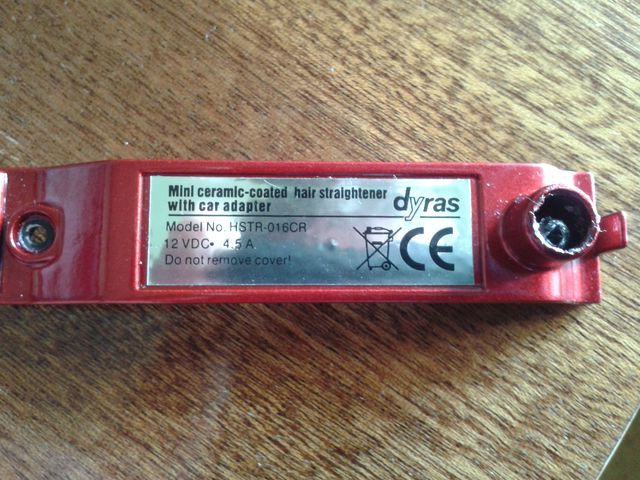 Mini ceramic-coated hair straightener
with car adapter
dyras
Model No. HSTR-016CR
12 VDC• 4.5 A
Do not remove cover!
CE